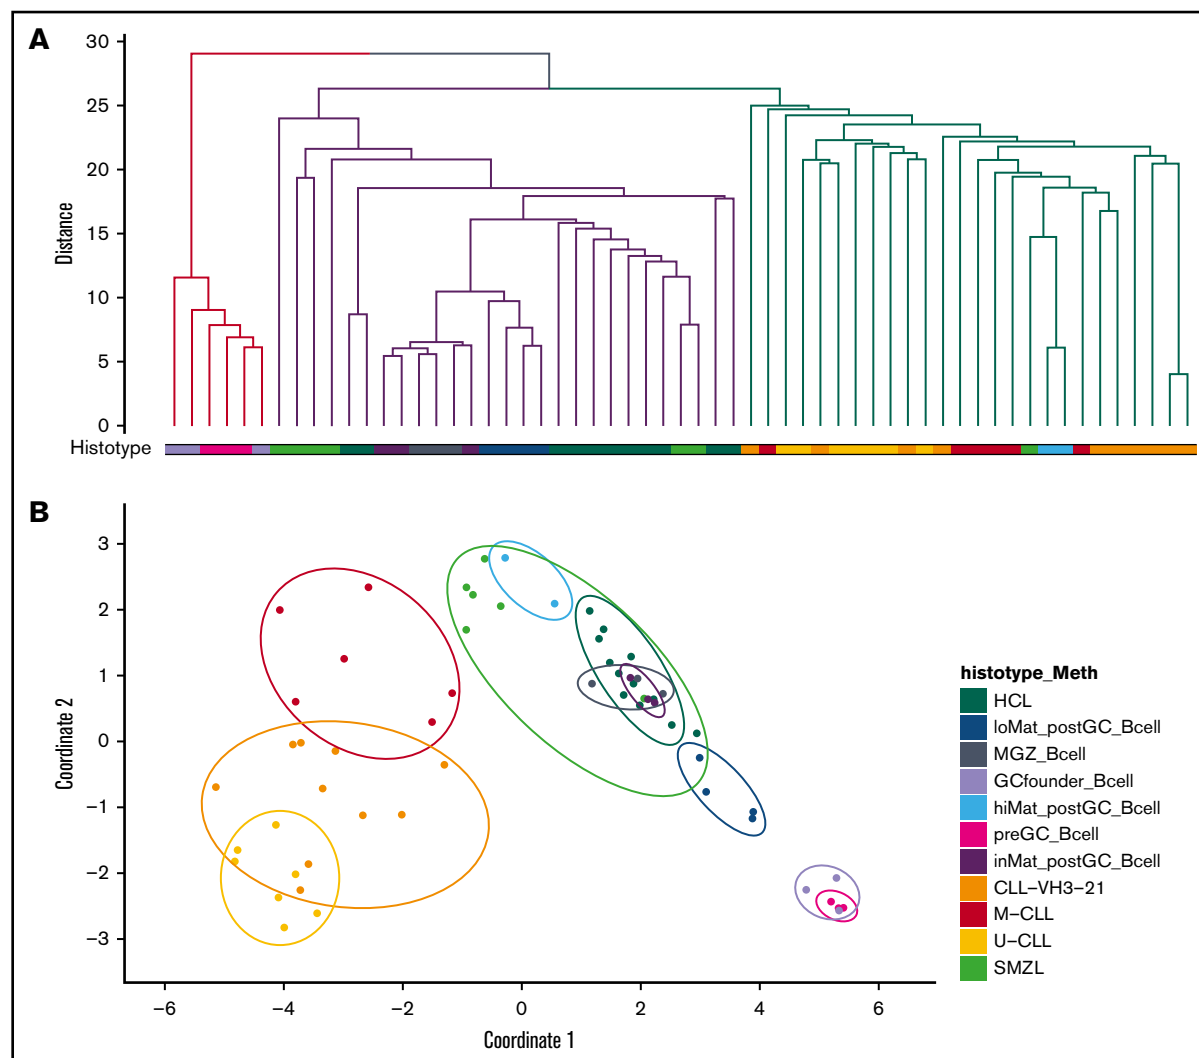 A
30
25
20
15
10
5
0
Distance
Histotype
B
3
2
1
0
−1
−2
−3
Coordinate 2
−6 −4 −2 0 2 4 6
Coordinate 1
histotype_Meth
HCL
loMat_postGC_Bcell
MGZ_Bcell
GCfounder_Bcell
hiMat_postGC_Bcell
preGC_Bcell
inMat_postGC_Bcell
CLL–VH3–21
M–CLL
U–CLL
SMZL